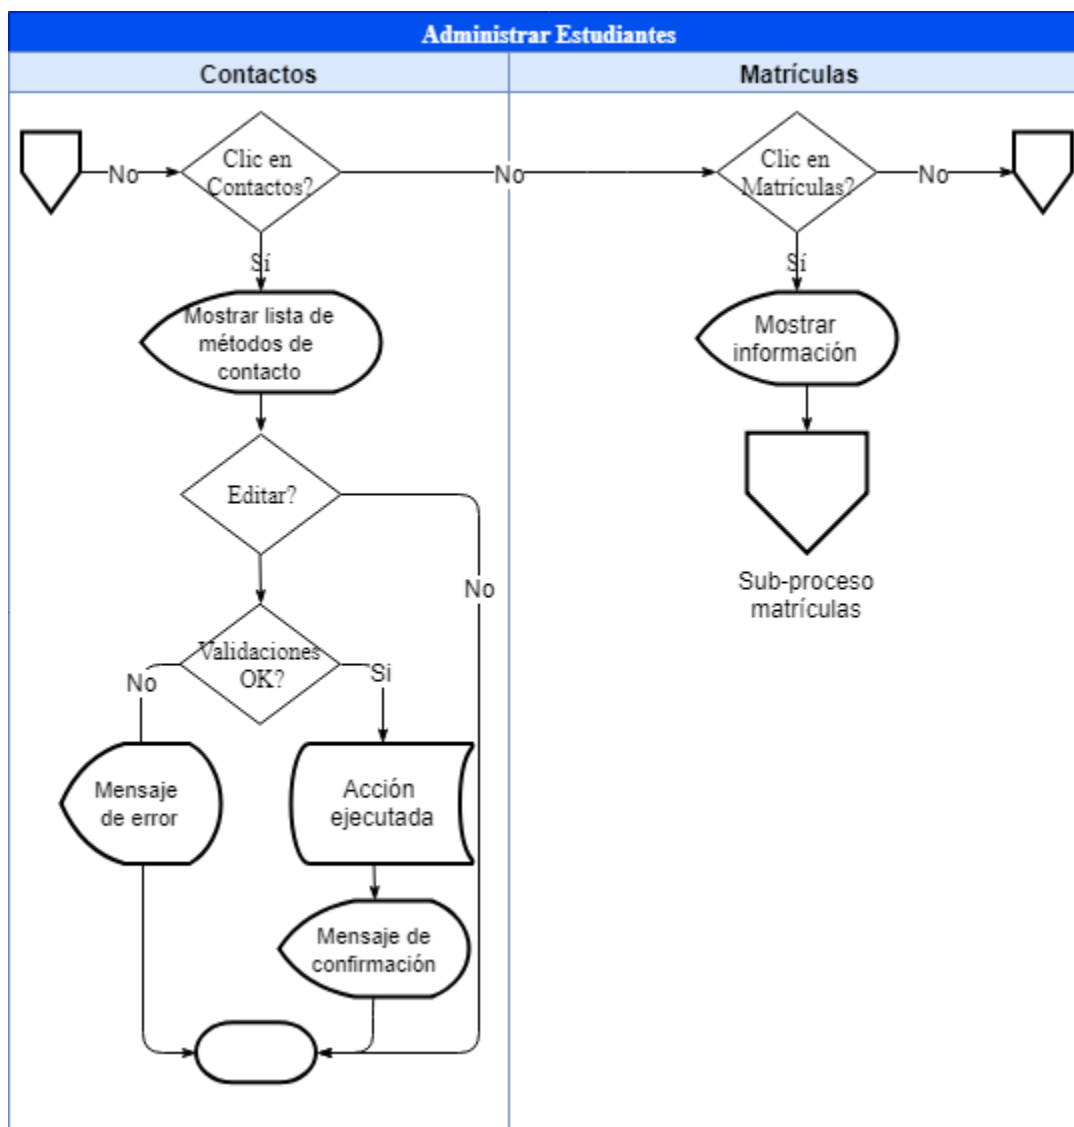 Administrar Estudiantes
Contactos
Matrículas
No
Clic en
Contactos?
No
Clic en
Matrículas?
No
Sí
Mostrar lista de
métodos de
contacto
Sí
Mostrar
información
Sub-proceso
matrículas
Editar?
No
Validaciones
OK?
No
Si
Mensaje
de error
Acción
ejecutada
Mensaje de
confirmación